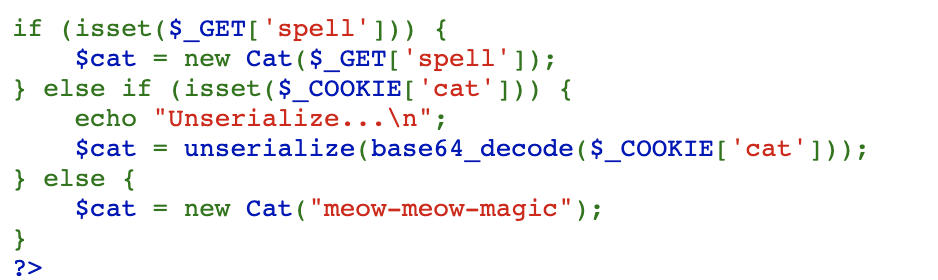 if (isset($_GET['spell'])) {
    $cat = new Cat($_GET['spell']);
} else if (isset($_COOKIE['cat'])) {
    echo "Unserialize...\n";
    $cat = unserialize(base64_decode($_COOKIE['cat']));
} else {
    $cat = new Cat("meow-meow-magic");
}
?>